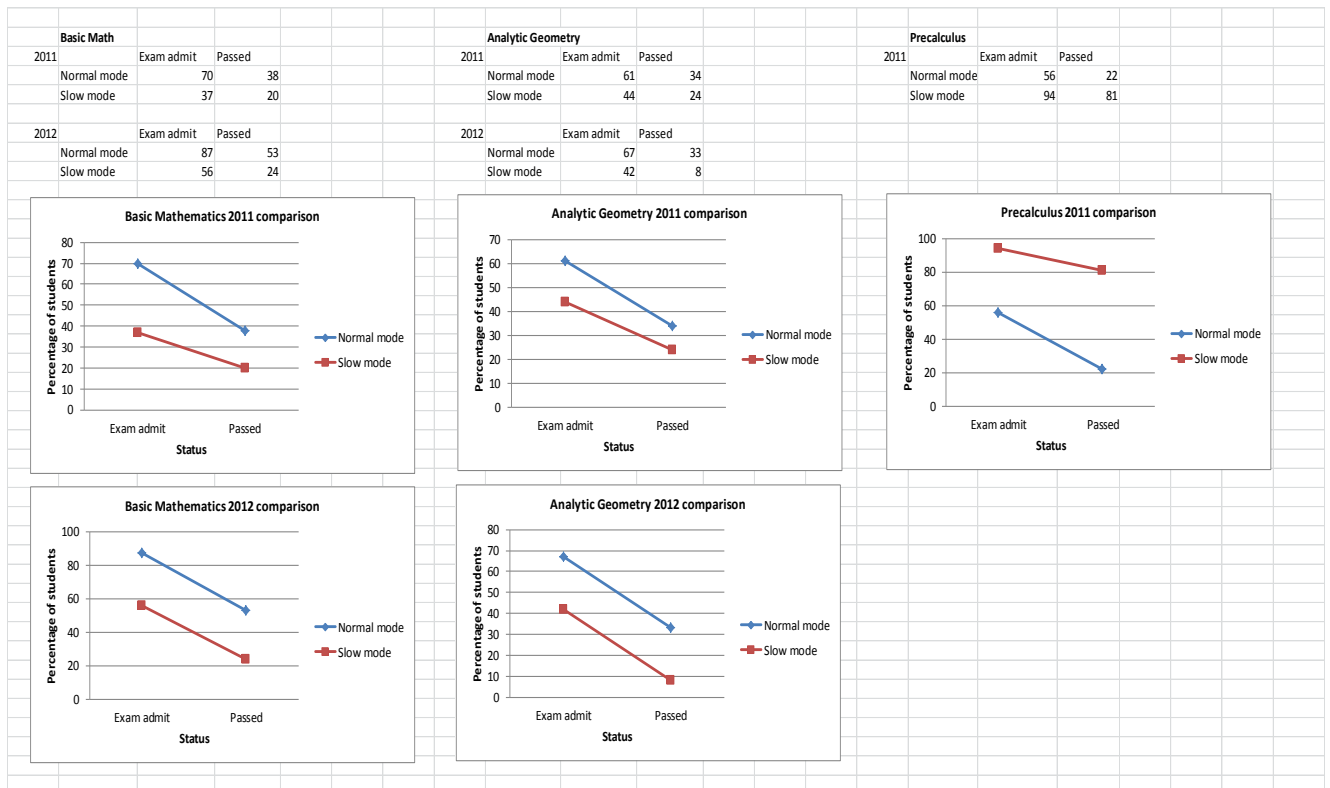 Basic Math
2011 Exam admit Passed
Normal mode 70 38
Slow mode 37 20
2012 Exam admit Passed
Normal mode 87 53
Slow mode 56 24
Analytic Geometry
2011 Exam admit Passed
Normal mode 61 34
Slow mode 44 24
2012 Exam admit Passed
Normal mode 67 33
Slow mode 42 8
Precalculus
2011 Exam admit Passed
Normal mode 56 22
Slow mode 94 81
Basic Mathematics 2011 comparison
Percentage of students
80
70
60
50
40
30
20
10
0
Exam admit Passed
Status
Normal mode
Slow mode
Analytic Geometry 2011 comparison
Percentage of students
70
60
50
40
30
20
10
0
Exam admit Passed
Status
Normal mode
Slow mode
Precalculus 2011 comparison
Percentage of students
100
80
60
40
20
0
Exam admit Passed
Status
Normal mode
Slow mode
Basic Mathematics 2012 comparison
Percentage of students
100
80
60
40
20
0
Exam admit Passed
Status
Normal mode
Slow mode
Analytic Geometry 2012 comparison
Percentage of students
80
70
60
50
40
30
20
10
0
Exam admit Passed
Status
Normal mode
Slow mode